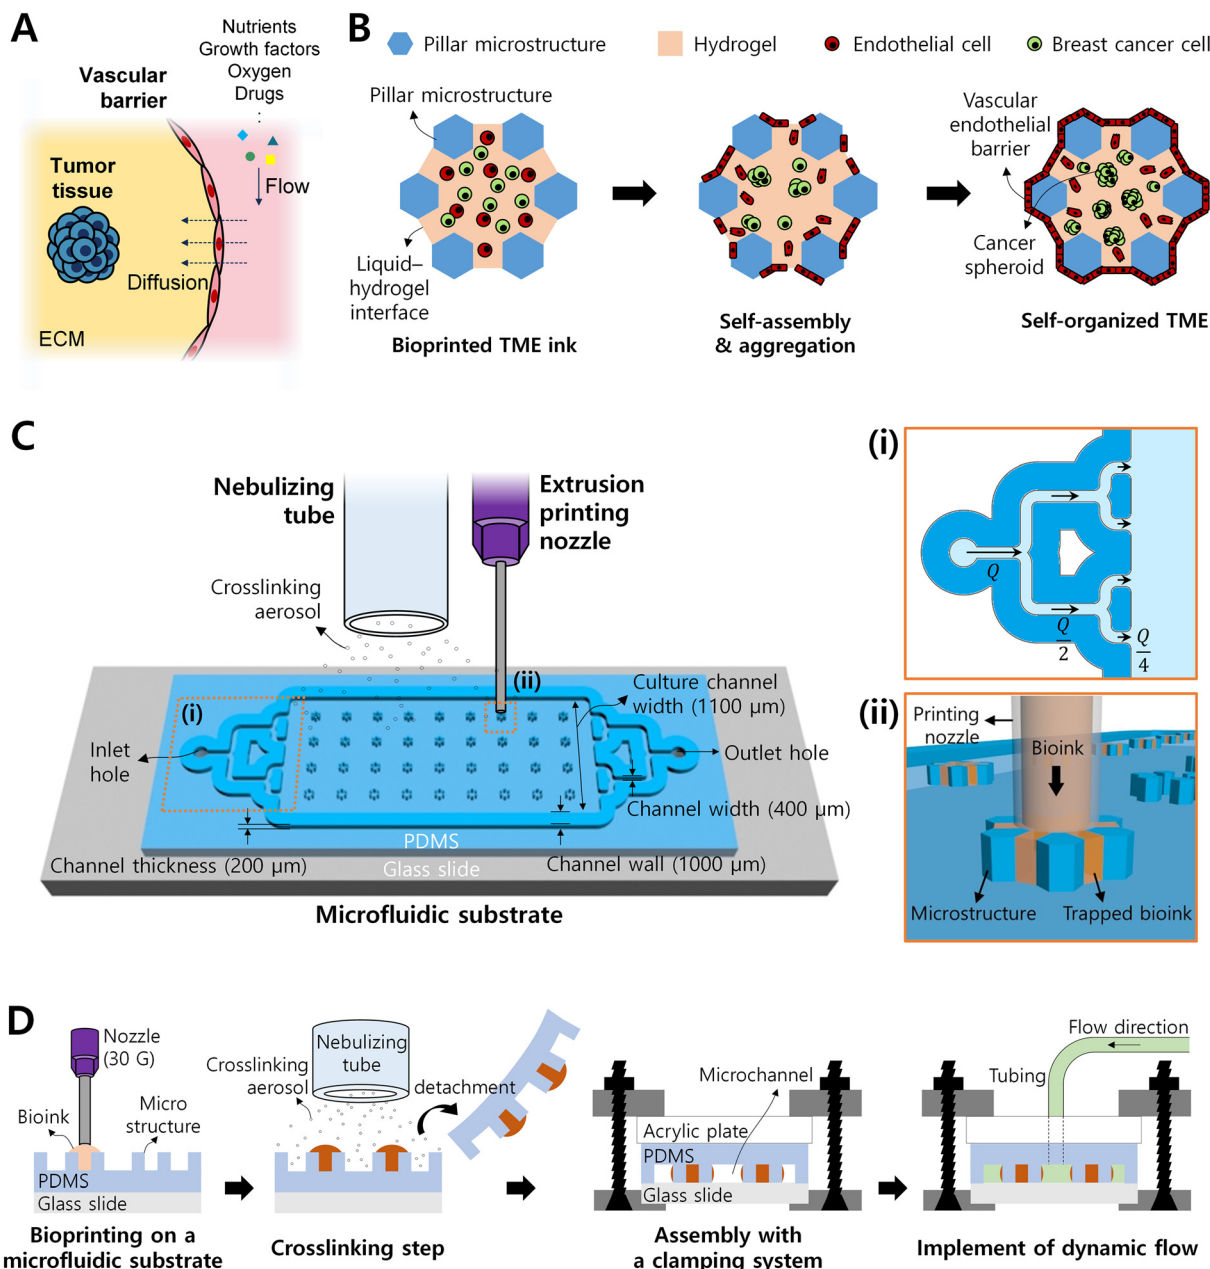 A
Nutrients
Growth factors
Oxygen
Drugs
Vascular
barrier
Tumor
tissue
Flow
Diffusion
ECM
B
Pillar microstructure
Hydrogel
Endothelial cell
Breast cancer cell
Pillar microstructure
Liquid–
hydrogel
interface
Bioprinted TME ink
Self-assembly
& aggregation
Vascular
endothelial
barrier
Cancer
spheroid
Self-organized TME
C
Nebulizing
tube
Extrusion
printing
nozzle
Crosslinking
aerosol
(i)
(ii)
Culture channel
width (1100 μm)
Inlet
hole
Outlet hole
Channel width (400 μm)
PDMS
Channel thickness (200 μm)
Glass slide
Channel wall (1000 μm)
Microfluidic substrate
(i)
Q
Q
2
Q
4
(ii)
Printing
nozzle
Bioink
Microstructure
Trapped bioink
D
Nozzle
(30 G)
Bioink
Micro
structure
PDMS
Glass slide
Bioprinting on a
microfluidic substrate
Nebulizing
tube
Crosslinking
aerosol
detachment
Crosslinking step
Microchannel
Acrylic plate
PDMS
Glass slide
Assembly with
a clamping system
Flow direction
Tubing
Implement of dynamic flow